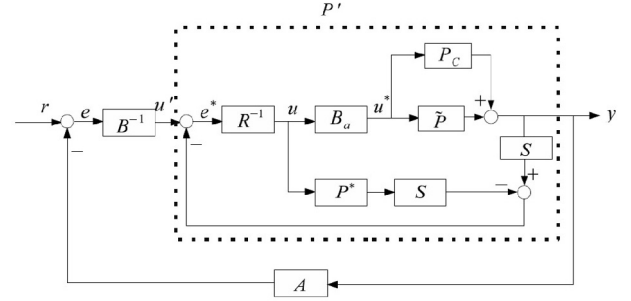 P′
P_C
r
e
B⁻¹
u′
e*
R⁻¹
u
B_a
u*
P̃
+
y
−
−
S
+
P*
S
−
A